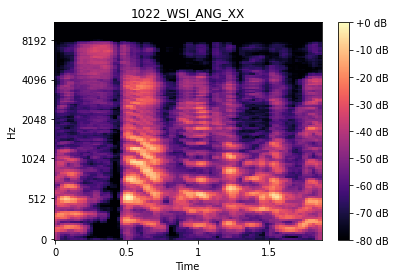 1022_WSI_ANG_XX
8192
4096
2048
1024
512
0
Hz
0
0.5
1
1.5
Time
+0 dB
-10 dB
-20 dB
-30 dB
-40 dB
-50 dB
-60 dB
-70 dB
-80 dB